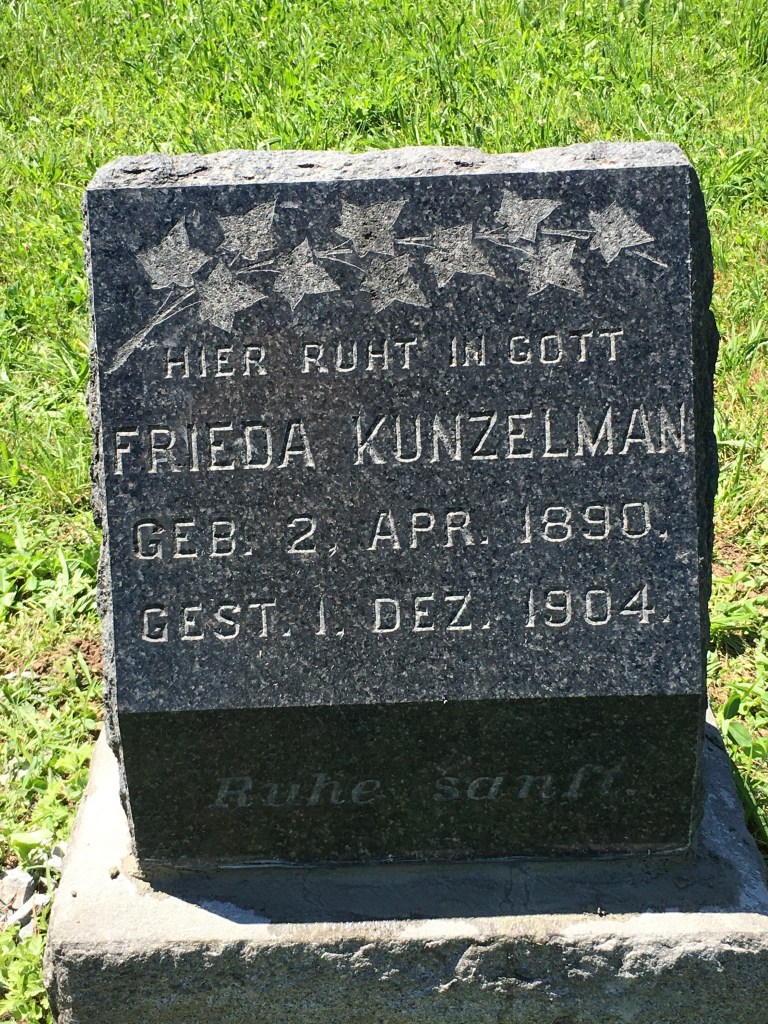 HIER RUHT IN GOTT
FRIEDA KUNZELMAN
GEB. 2, APR. 1890.
GEST. 1, DEZ. 1904.
Ruhe sanft.